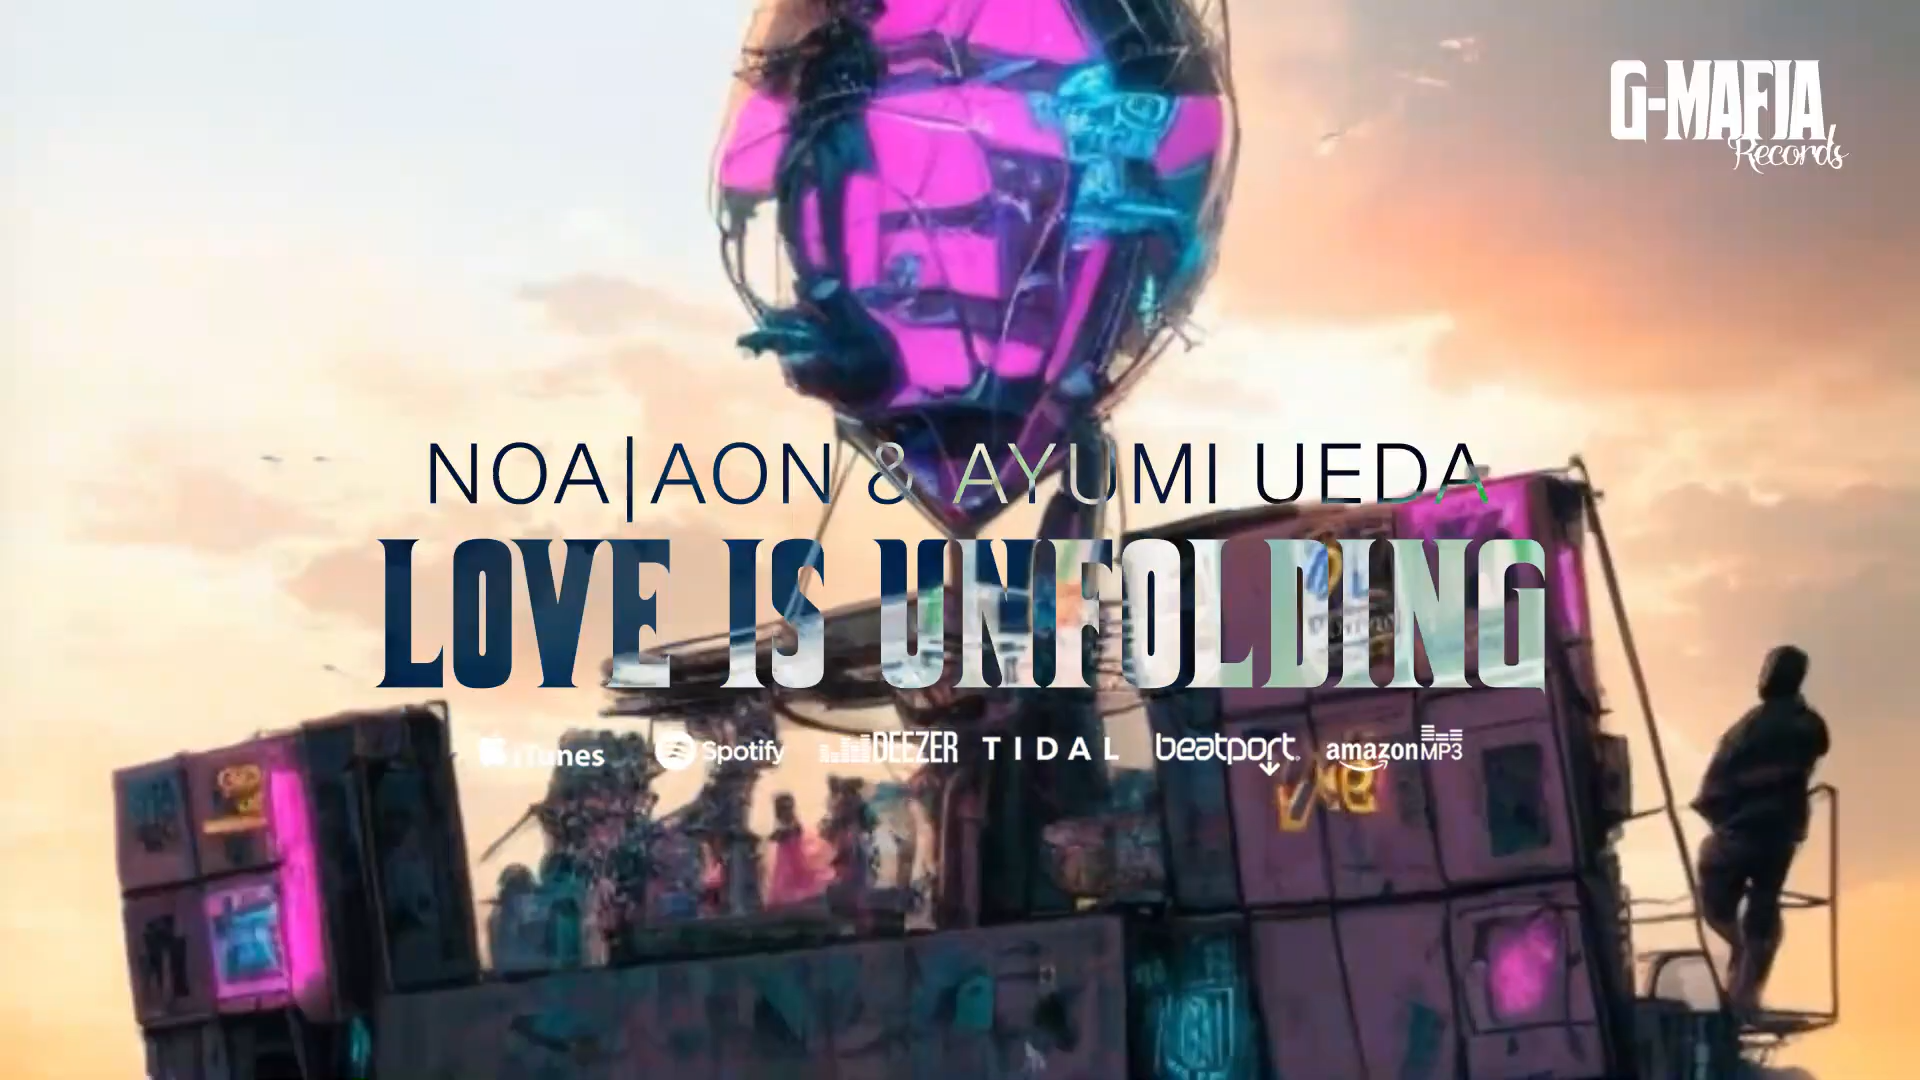 G-MAFIA
Records
NOA|AON & AYUMI UEDA
LOVE IS UNFOLDING
iTunes Spotify DEEZER TIDAL beatport amazonMP3